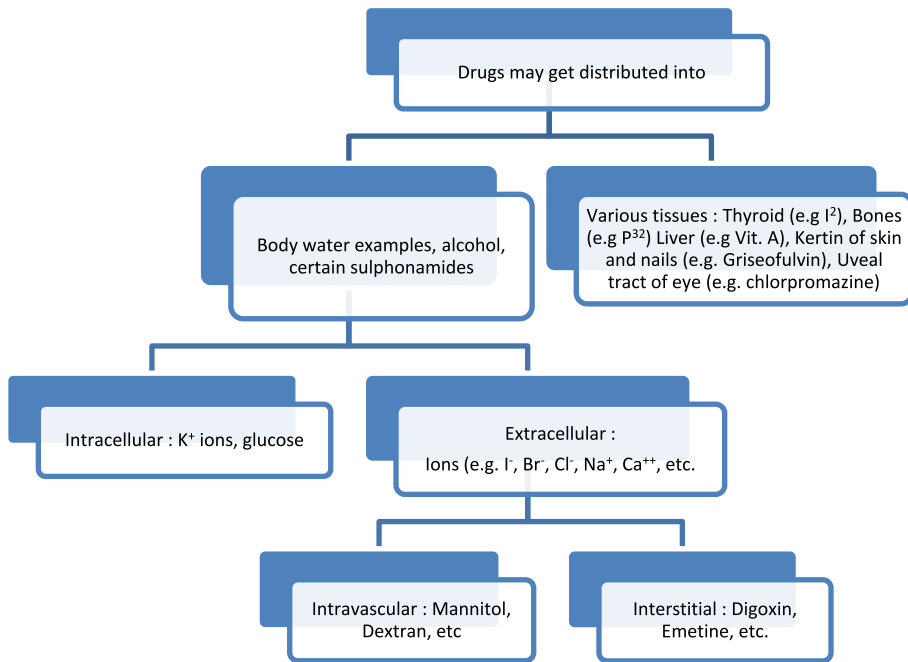 Drugs may get distributed into
Body water examples, alcohol,
certain sulphonamides
Various tissues : Thyroid (e.g I²), Bones
(e.g P³²) Liver (e.g Vit. A), Kertin of skin
and nails (e.g. Griseofulvin), Uveal
tract of eye (e.g. chlorpromazine)
Intracellular : K⁺ ions, glucose
Extracellular :
Ions (e.g. I⁻, Br⁻, Cl⁻, Na⁺, Ca⁺⁺, etc.
Intravascular : Mannitol,
Dextran, etc
Interstitial : Digoxin,
Emetine, etc.